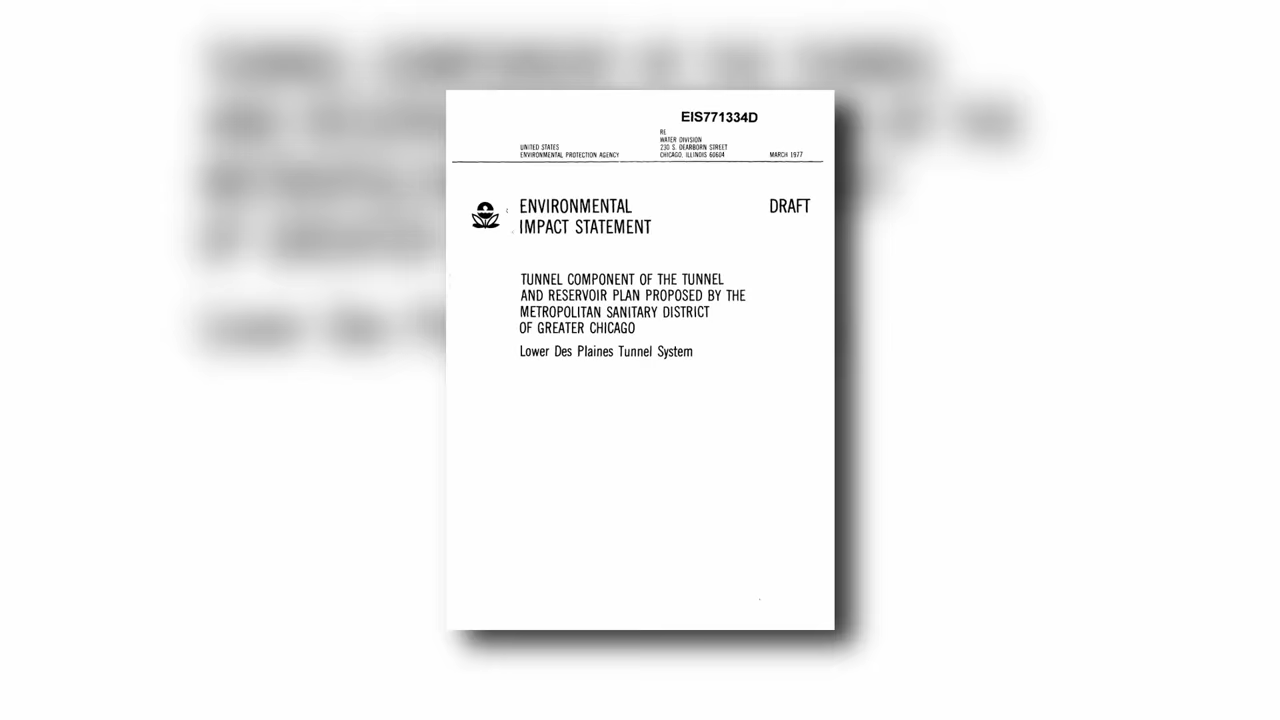 EIS771334D
RE
WATER DIVISION
UNITED STATES
230 S. DEARBORN STREET
ENVIRONMENTAL PROTECTION AGENCY
CHICAGO, ILLINOIS 60604
MARCH 1977
ENVIRONMENTAL
DRAFT
IMPACT STATEMENT
TUNNEL COMPONENT OF THE TUNNEL
AND RESERVOIR PLAN PROPOSED BY THE
METROPOLITAN SANITARY DISTRICT
OF GREATER CHICAGO
Lower Des Plaines Tunnel System